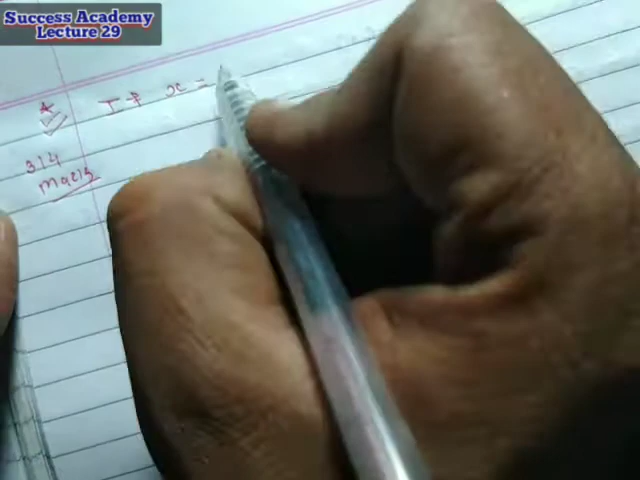 Success Academy
Lecture 29
If x =
3/4
Marks